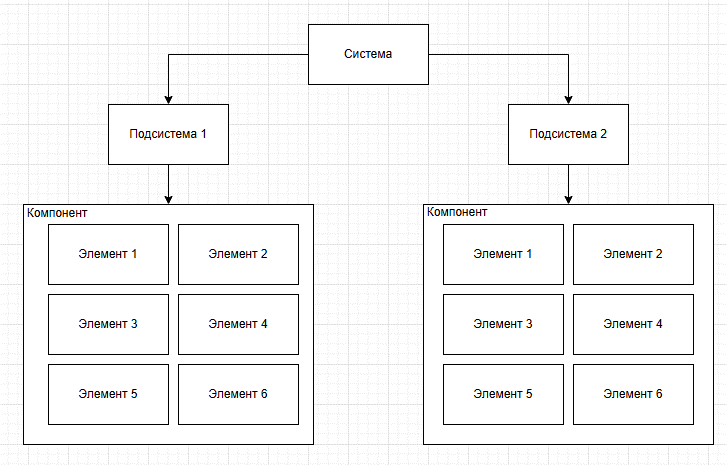 Система
Подсистема 1
Подсистема 2
Компонент
Элемент 1
Элемент 2
Элемент 3
Элемент 4
Элемент 5
Элемент 6
Компонент
Элемент 1
Элемент 2
Элемент 3
Элемент 4
Элемент 5
Элемент 6